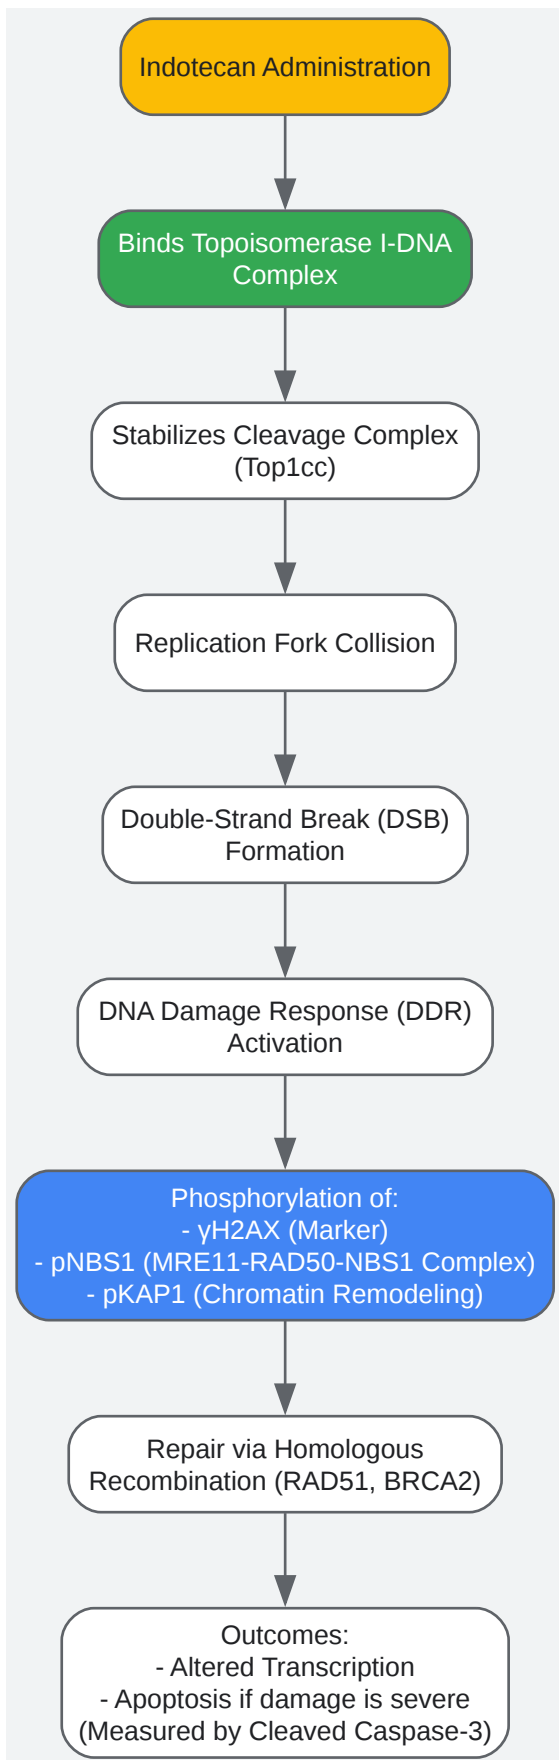 Indotecan Administration
Binds Topoisomerase I-DNA
Complex
Stabilizes Cleavage Complex
(Top1cc)
Replication Fork Collision
Double-Strand Break (DSB)
Formation
DNA Damage Response (DDR)
Activation
Phosphorylation of:
- γH2AX (Marker)
- pNBS1 (MRE11-RAD50-NBS1 Complex)
- pKAP1 (Chromatin Remodeling)
Repair via Homologous
Recombination (RAD51, BRCA2)
Outcomes:
- Altered Transcription
- Apoptosis if damage is severe
(Measured by Cleaved Caspase-3)